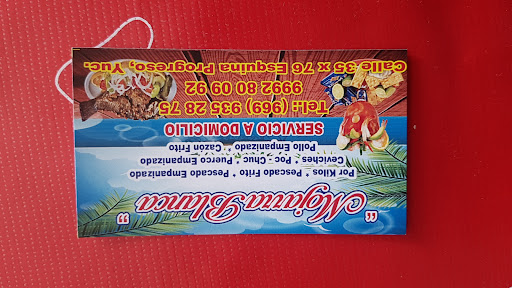 “Mojarra Blanca”
Por Kilos * Pescado Frito * Pescado Empanizado
Ceviches * Poc - Chuc * Puerco Empanizado
Pollo Empanizado * Cazón Frito
SERVICIO A DOMICILIO
Tel.: (969) 935 28 75
9992 80 09 92
Calle 35 x 76 Esquina Progreso, Yuc.